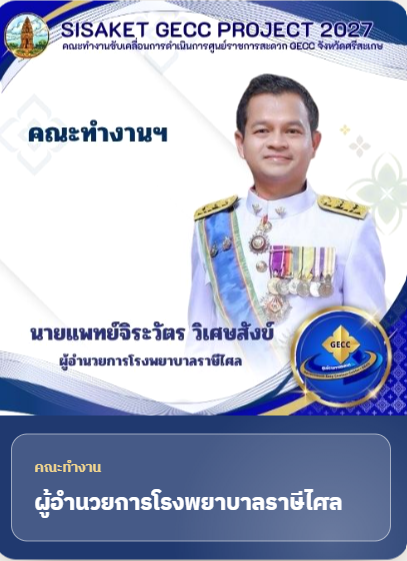 SISAKET GECC PROJECT 2027
คณะทำงานขับเคลื่อนการดำเนินการศูนย์ราชการสะดวก GECC จังหวัดศรีสะเกษ
คณะทำงานฯ
นายแพทย์จิระวัตร วิเศษสังข์
ผู้อำนวยการโรงพยาบาลราษีไศล
GECC
คณะทำงาน
ผู้อำนวยการโรงพยาบาลราษีไศล